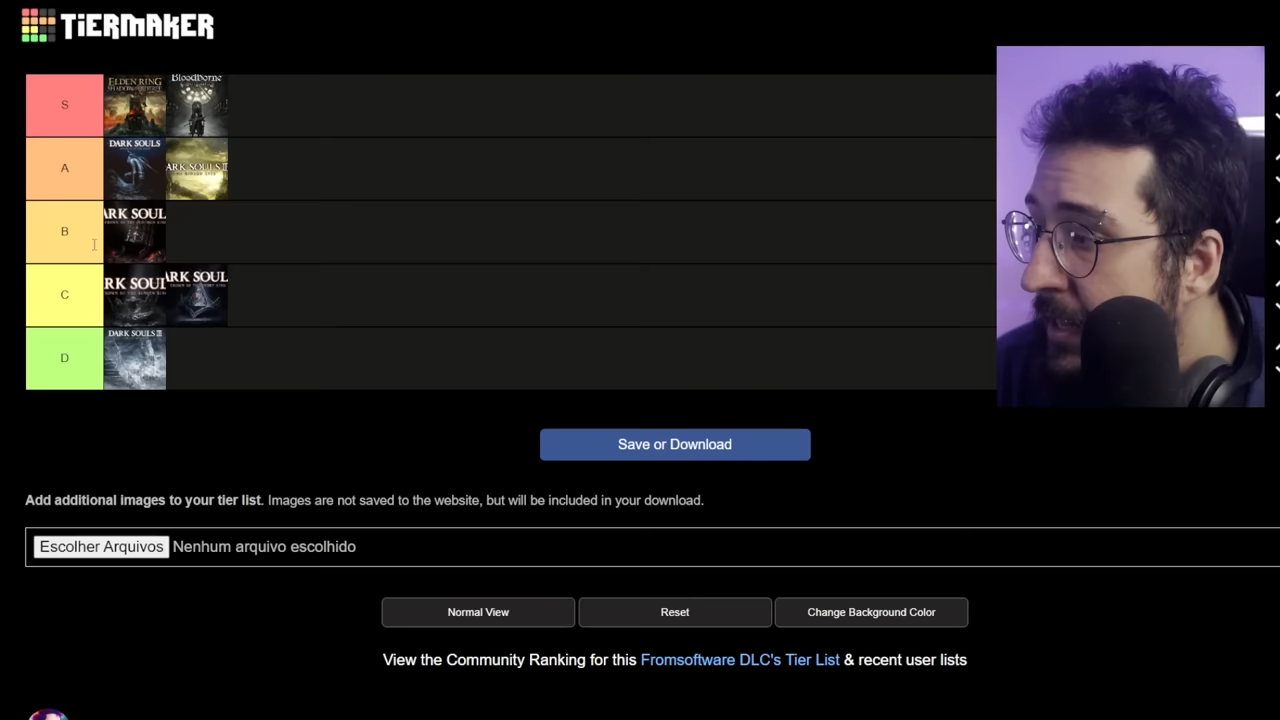 TiERMAKER
S
ELDEN RING
BloodBorne
A
DARK SOULS
ARK SOULS II
B
ARK SOUL
C
RK SOUL
ARK SOUL
D
DARK SOULS III
Save or Download
Add additional images to your tier list. Images are not saved to the website, but will be included in your download.
Escolher Arquivos Nenhum arquivo escolhido
Normal View
Reset
Change Background Color
View the Community Ranking for this Fromsoftware DLC's Tier List & recent user lists